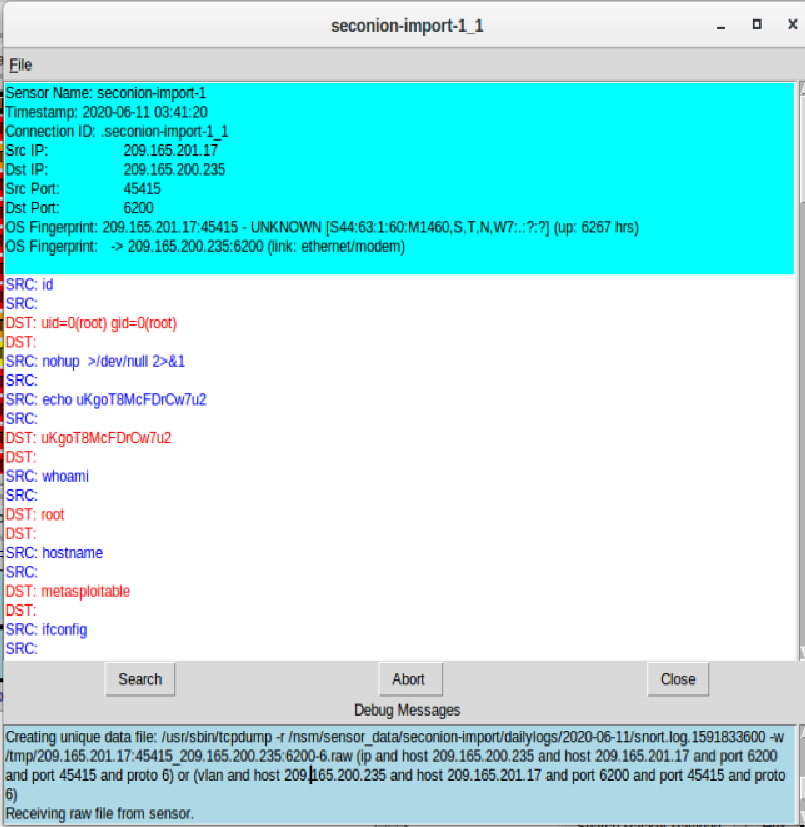 seconion-import-1_1
File
Sensor Name: seconion-import-1
Timestamp: 2020-06-11 03:41:20
Connection ID: .seconion-import-1_1
Src IP: 209.165.201.17
Dst IP: 209.165.200.235
Src Port: 45415
Dst Port: 6200
OS Fingerprint: 209.165.201.17:45415 - UNKNOWN [S44:63:1:60:M1460,S,T,N,W7:.:?:?] (up: 6267 hrs)
OS Fingerprint: -> 209.165.200.235:6200 (link: ethernet/modem)
SRC: id
SRC:
DST: uid=0(root) gid=0(root)
DST:
SRC: nohup >/dev/null 2>&1
SRC:
SRC: echo uKgoT8McFDrCw7u2
SRC:
DST: uKgoT8McFDrCw7u2
DST:
SRC: whoami
SRC:
DST: root
DST:
SRC: hostname
SRC:
DST: metasploitable
DST:
SRC: ifconfig
SRC:
Search Abort Close
Debug Messages
Creating unique data file: /usr/sbin/tcpdump -r /nsm/sensor_data/seconion-import/dailylogs/2020-06-11/snort.log.1591833600 -w
/tmp/209.165.201.17:45415_209.165.200.235:6200-6.raw (ip and host 209.165.200.235 and host 209.165.201.17 and port 6200
and port 45415 and proto 6) or (vlan and host 209.165.200.235 and host 209.165.201.17 and port 6200 and port 45415 and proto
6)
Receiving raw file from sensor.